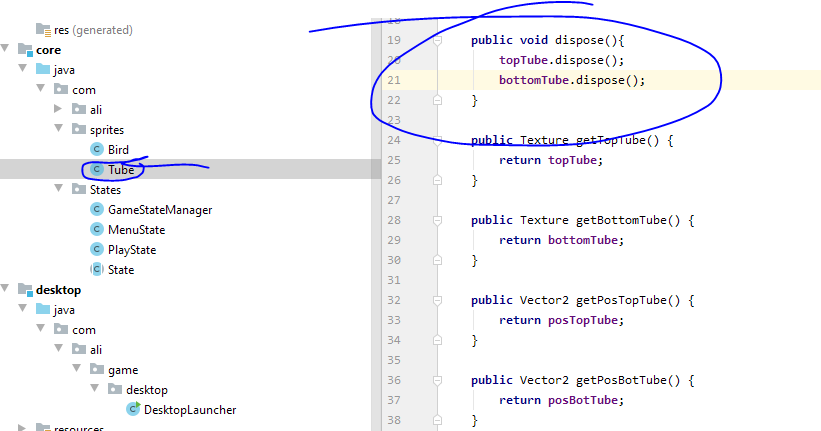 res (generated)
core
java
com
ali
sprites
Bird
Tube
States
GameStateManager
MenuState
PlayState
State
desktop
java
com
ali
game
desktop
DesktopLauncher
resources
18
19 public void dispose(){
20 topTube.dispose();
21 bottomTube.dispose();
22 }
23
24 public Texture getTopTube() {
25 return topTube;
26 }
27
28 public Texture getBottomTube() {
29 return bottomTube;
30 }
31
32 public Vector2 getPosTopTube() {
33 return posTopTube;
34 }
35
36 public Vector2 getPosBotTube() {
37 return posBotTube;
38 }